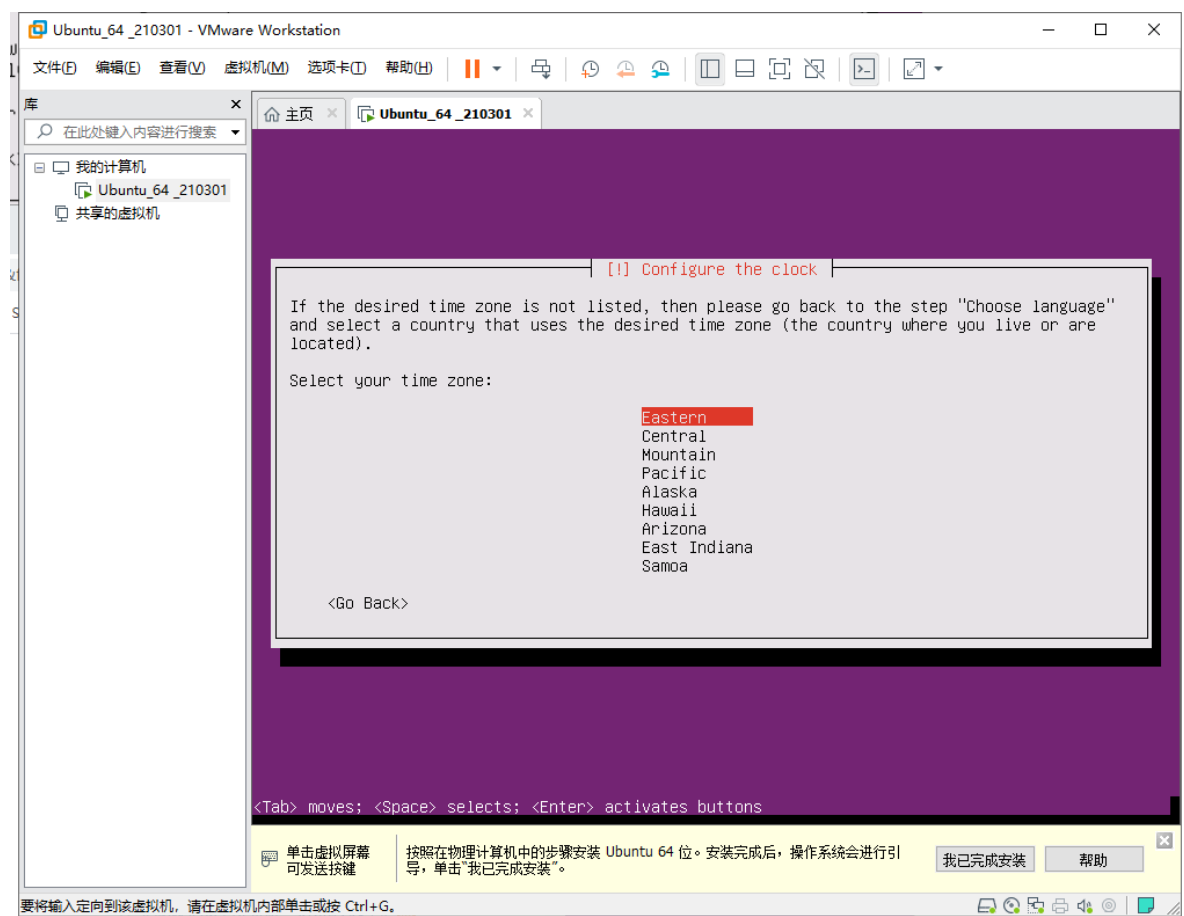 Ubuntu_64 _210301 - VMware Workstation
文件(F) 编辑(E) 查看(V) 虚拟机(M) 选项卡(T) 帮助(H)
库
主页 Ubuntu_64 _210301
在此处键入内容进行搜索
我的计算机
Ubuntu_64 _210301
共享的虚拟机
[!] Configure the clock
If the desired time zone is not listed, then please go back to the step "Choose language"
and select a country that uses the desired time zone (the country where you live or are
located).
Select your time zone:
Eastern
Central
Mountain
Pacific
Alaska
Hawaii
Arizona
East Indiana
Samoa
<Go Back>
<Tab> moves; <Space> selects; <Enter> activates buttons
单击虚拟屏幕
可发送按键
按照在物理计算机中的步骤安装 Ubuntu 64 位。安装完成后，操作系统会进行引
导，单击“我已完成安装”。
我已完成安装 帮助
要将输入定向到该虚拟机，请在虚拟机内部单击或按 Ctrl+G。